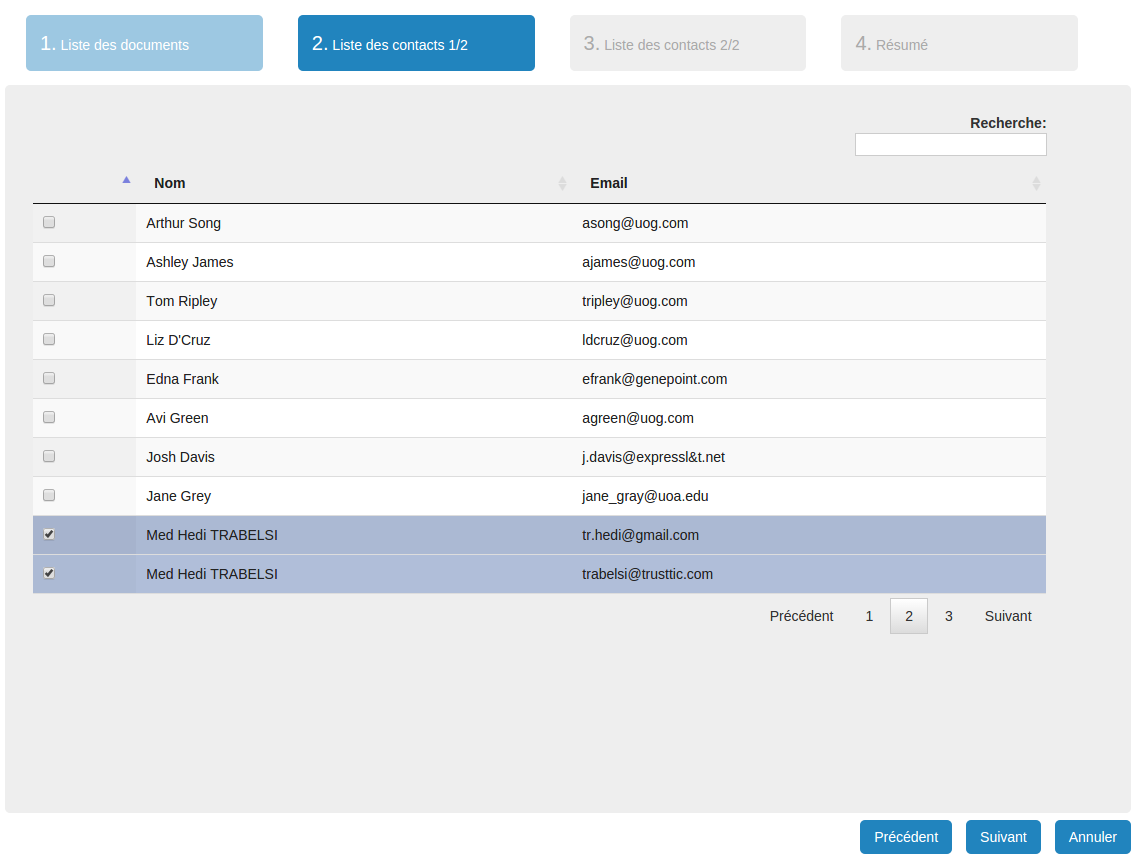 1. Liste des documents 2. Liste des contacts 1/2 3. Liste des contacts 2/2 4. Résumé
Recherche:
Nom Email
Arthur Song asong@uog.com
Ashley James ajames@uog.com
Tom Ripley tripley@uog.com
Liz D'Cruz ldcruz@uog.com
Edna Frank efrank@genepoint.com
Avi Green agreen@uog.com
Josh Davis j.davis@expressl&t.net
Jane Grey jane_gray@uoa.edu
Med Hedi TRABELSI tr.hedi@gmail.com
Med Hedi TRABELSI trabelsi@trusttic.com
Précédent 1 2 3 Suivant
Précédent Suivant Annuler